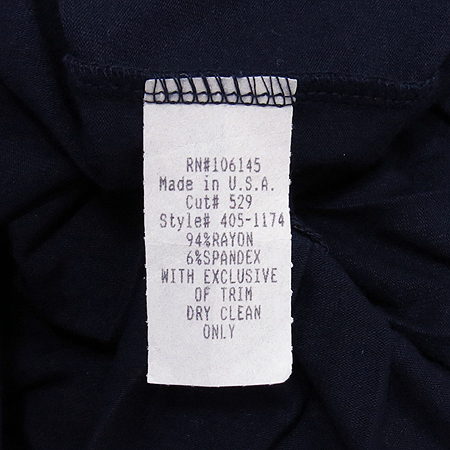 RN#106145
Made in U.S.A.
Cut# 529
Style# 405-1174
94%RAYON
6%SPANDEX
WITH EXCLUSIVE
OF TRIM
DRY CLEAN
ONLY